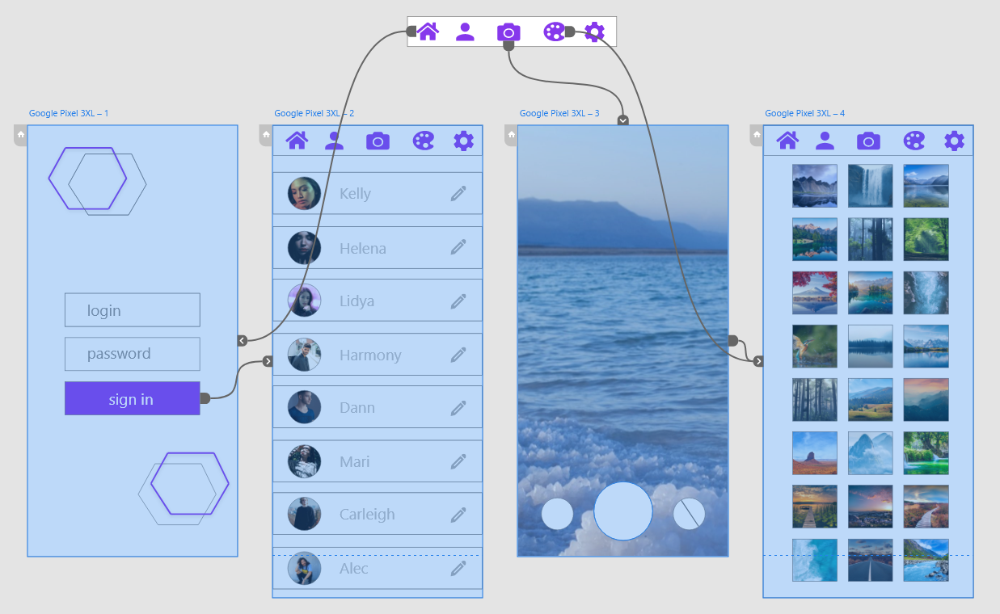 Google Pixel 3XL – 1
login
password
sign in
Google Pixel 3XL – 2
Kelly
Helena
Lidya
Harmony
Dann
Mari
Carleigh
Alec
Google Pixel 3XL – 3
Google Pixel 3XL – 4